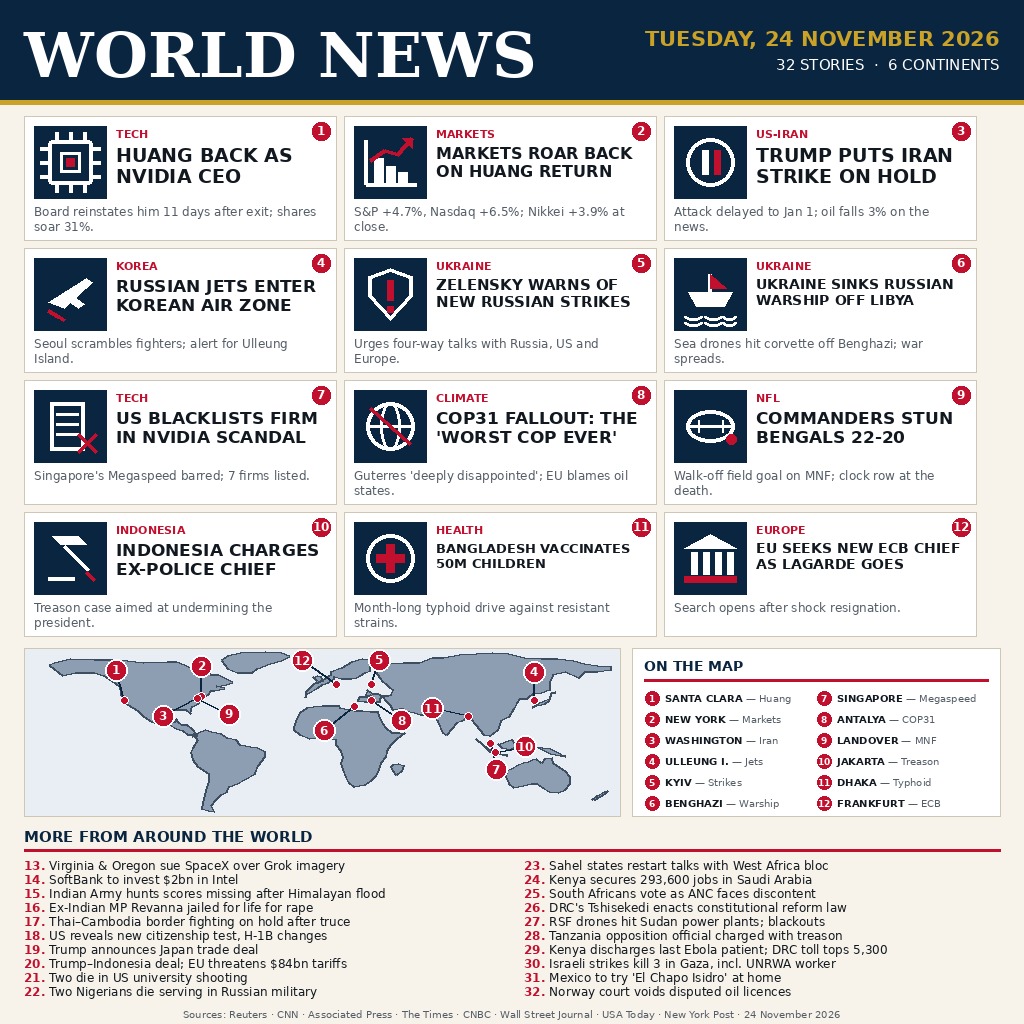 WORLD NEWS
TUESDAY, 24 NOVEMBER 2026
32 STORIES · 6 CONTINENTS
TECH
1
HUANG BACK AS
NVIDIA CEO
Board reinstates him 11 days after exit; shares
soar 31%.
MARKETS
2
MARKETS ROAR BACK
ON HUANG RETURN
S&P +4.7%, Nasdaq +6.5%; Nikkei +3.9% at
close.
US-IRAN
3
TRUMP PUTS IRAN
STRIKE ON HOLD
Attack delayed to Jan 1; oil falls 3% on the
news.
KOREA
4
RUSSIAN JETS ENTER
KOREAN AIR ZONE
Seoul scrambles fighters; alert for Ulleung
Island.
UKRAINE
5
ZELENSKY WARNS OF
NEW RUSSIAN STRIKES
Urges four-way talks with Russia, US and
Europe.
UKRAINE
6
UKRAINE SINKS RUSSIAN
WARSHIP OFF LIBYA
Sea drones hit corvette off Benghazi; war
spreads.
TECH
7
US BLACKLISTS FIRM
IN NVIDIA SCANDAL
Singapore's Megaspeed barred; 7 firms listed.
CLIMATE
8
COP31 FALLOUT: THE
'WORST COP EVER'
Guterres 'deeply disappointed'; EU blames oil
states.
NFL
9
COMMANDERS STUN
BENGALS 22-20
Walk-off field goal on MNF; clock row at the
death.
INDONESIA
10
INDONESIA CHARGES
EX-POLICE CHIEF
Treason case aimed at undermining the
president.
HEALTH
11
BANGLADESH VACCINATES
50M CHILDREN
Month-long typhoid drive against resistant
strains.
EUROPE
12
EU SEEKS NEW ECB CHIEF
AS LAGARDE GOES
Search opens after shock resignation.
1
2
3
9
12
5
6
8
11
4
10
7
ON THE MAP
1 SANTA CLARA — Huang
2 NEW YORK — Markets
3 WASHINGTON — Iran
4 ULLEUNG I. — Jets
5 KYIV — Strikes
6 BENGHAZI — Warship
7 SINGAPORE — Megaspeed
8 ANTALYA — COP31
9 LANDOVER — MNF
10 JAKARTA — Treason
11 DHAKA — Typhoid
12 FRANKFURT — ECB
MORE FROM AROUND THE WORLD
13. Virginia & Oregon sue SpaceX over Grok imagery
14. SoftBank to invest $2bn in Intel
15. Indian Army hunts scores missing after Himalayan flood
16. Ex-Indian MP Revanna jailed for life for rape
17. Thai–Cambodia border fighting on hold after truce
18. US reveals new citizenship test, H-1B changes
19. Trump announces Japan trade deal
20. Trump–Indonesia deal; EU threatens $84bn tariffs
21. Two die in US university shooting
22. Two Nigerians die serving in Russian military
23. Sahel states restart talks with West Africa bloc
24. Kenya secures 293,600 jobs in Saudi Arabia
25. South Africans vote as ANC faces discontent
26. DRC's Tshisekedi enacts constitutional reform law
27. RSF drones hit Sudan power plants; blackouts
28. Tanzania opposition official charged with treason
29. Kenya discharges last Ebola patient; DRC toll tops 5,300
30. Israeli strikes kill 3 in Gaza, incl. UNRWA worker
31. Mexico to try 'El Chapo Isidro' at home
32. Norway court voids disputed oil licences
Sources: Reuters · CNN · Associated Press · The Times · CNBC · Wall Street Journal · USA Today · New York Post · 24 November 2026